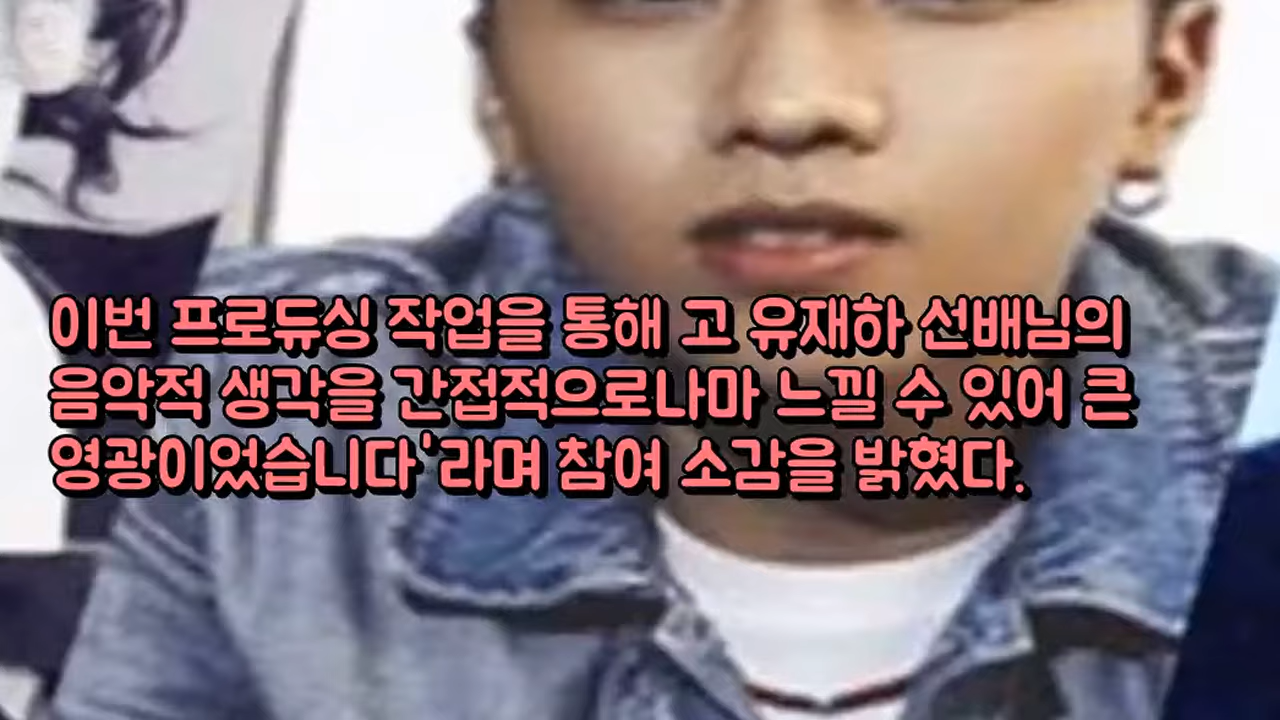 이번 프로듀싱 작업을 통해 고 유재하 선배님의
음악적 생각을 간접적으로나마 느낄 수 있어 큰
영광이었습니다'라며 참여 소감을 밝혔다.